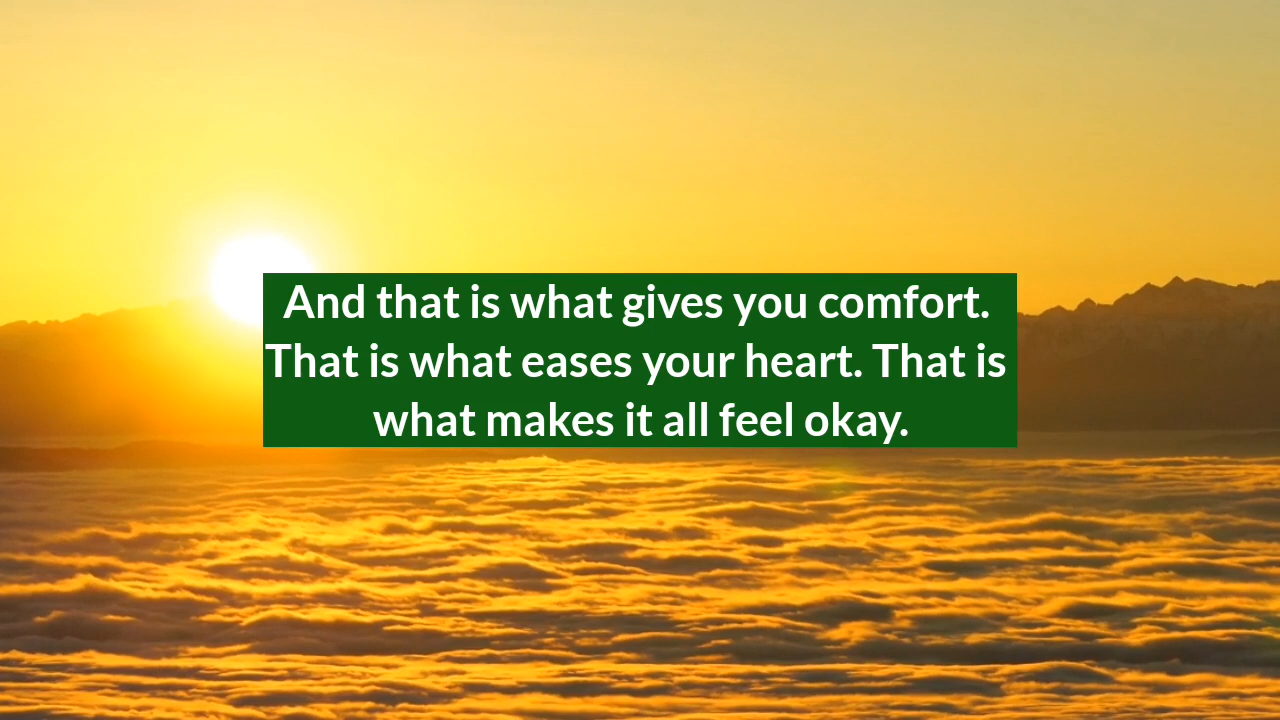 And that is what gives you comfort.
That is what eases your heart. That is
what makes it all feel okay.